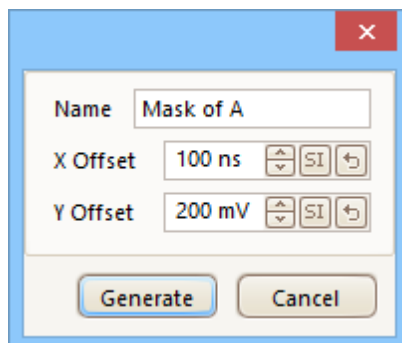 Name Mask of A
X Offset 100 ns SI
Y Offset 200 mV SI
Generate Cancel